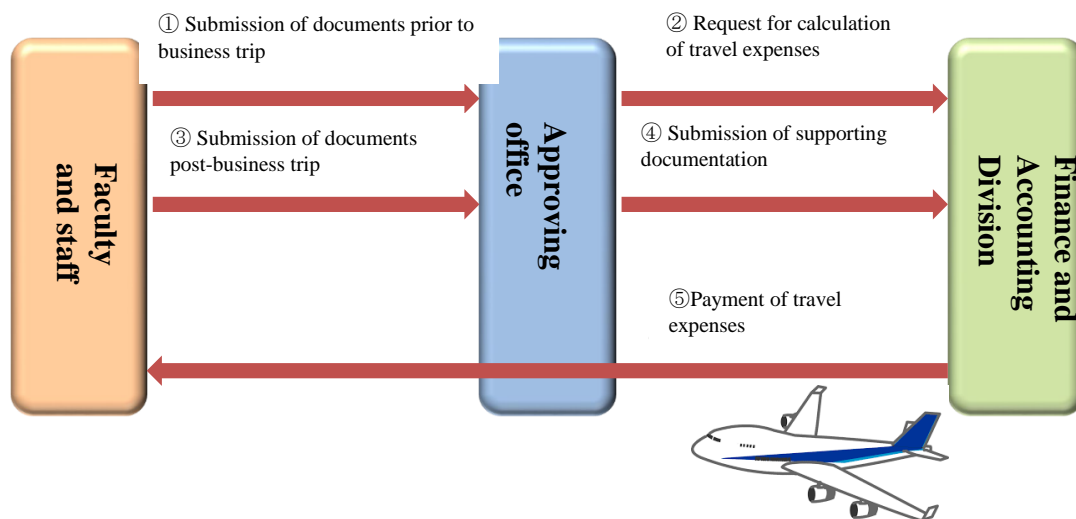 ① Submission of documents prior to
business trip
② Request for calculation
of travel expenses
③ Submission of documents
post-business trip
④ Submission of supporting
documentation
⑤Payment of travel
expenses
Faculty
and staff
Approving
office
Finance and
Accounting
Division